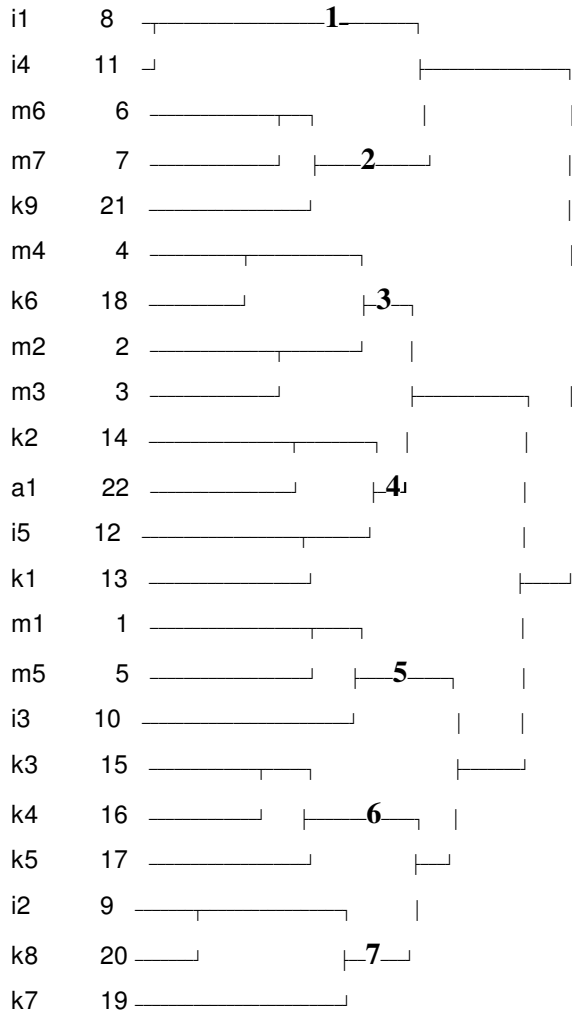 i1 8 1
i4 11
m6 6
m7 7 2
k9 21
m4 4
k6 18 3
m2 2
m3 3
k2 14
a1 22 4
i5 12
k1 13
m1 1
m5 5 5
i3 10
k3 15
k4 16 6
k5 17
i2 9
k8 20 7
k7 19